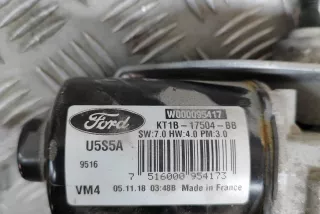 W000095417
Ford
KT1B-17504-BB
SW:7.0 HW:4.0 PM:3.0
U5S5A
9516
7 516000 954173
VM4 05.11.18 03:48B Made in France